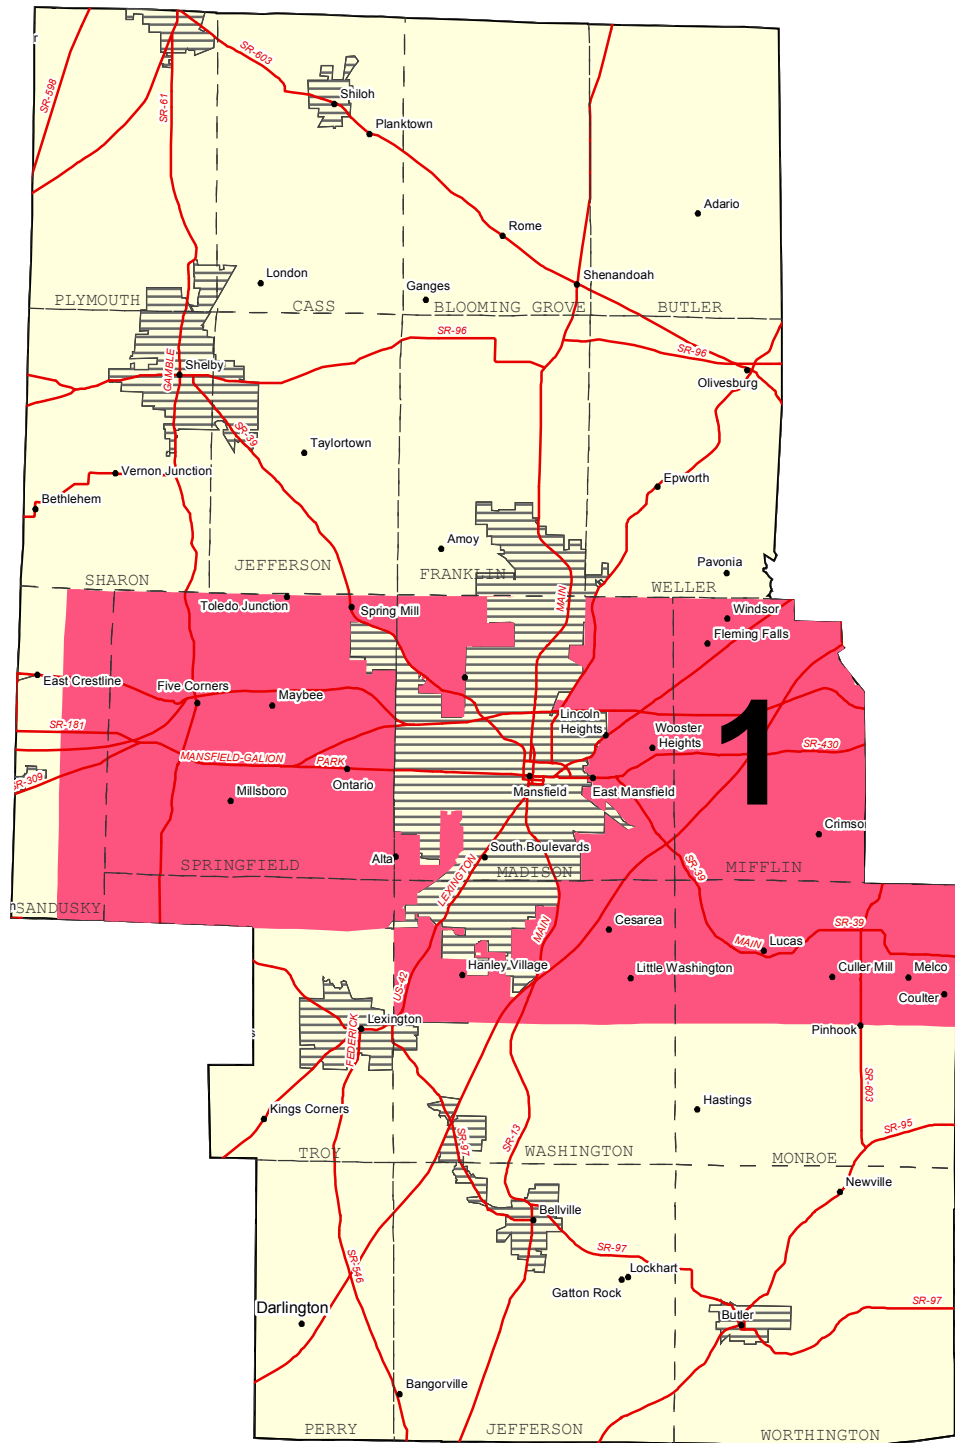 SR-603
SR-598
SR-61
Shiloh
Planktown
Adario
Rome
London
Shenandoah
Ganges
PLYMOUTH
CASS
BLOOMING GROVE
BUTLER
SR-96
SR-96
GAMBLE
Shelby
Olivesburg
SR-39
Taylortown
Vernon Junction
Epworth
Bethlehem
Amoy
Pavonia
JEFFERSON
FRANKLIN
SHARON
WELLER
MAIN
Toledo Junction
Spring Mill
Windsor
Fleming Falls
East Crestline
Five Corners
Maybee
Lincoln
Heights
Wooster
Heights
1
SR-181
SR-430
MANSFIELD-GALION
PARK
SR-309
Ontario
Mansfield
East Mansfield
Millsboro
Crimso
South Boulevards
Alta
SPRINGFIELD
LEXINGTON
MADISON
SR-39
MIFFLIN
SANDUSKY
MAIN
Cesarea
SR-39
MAIN
Lucas
Hanley Village
Little Washington
Culler Mill
Melco
US-42
Coulter
Lexington
FEDERICK
Pinhook
SR-603
Kings Corners
Hastings
SR-97
SR-13
SR-95
TROY
WASHINGTON
MONROE
Newville
Bellville
SR-97
SR-546
Lockhart
Gatton Rock
Darlington
Butler
SR-97
Bangorville
PERRY
JEFFERSON
WORTHINGTON